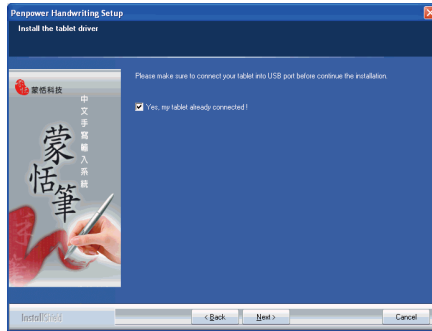 Penpower Handwriting Setup
Install the tablet driver
Please make sure to connect your tablet into USB port before continue the installation.
Yes, my tablet already connected !
蒙恬科技
中文手寫輸入系統
蒙恬筆
InstallShield
< Back
Next >
Cancel